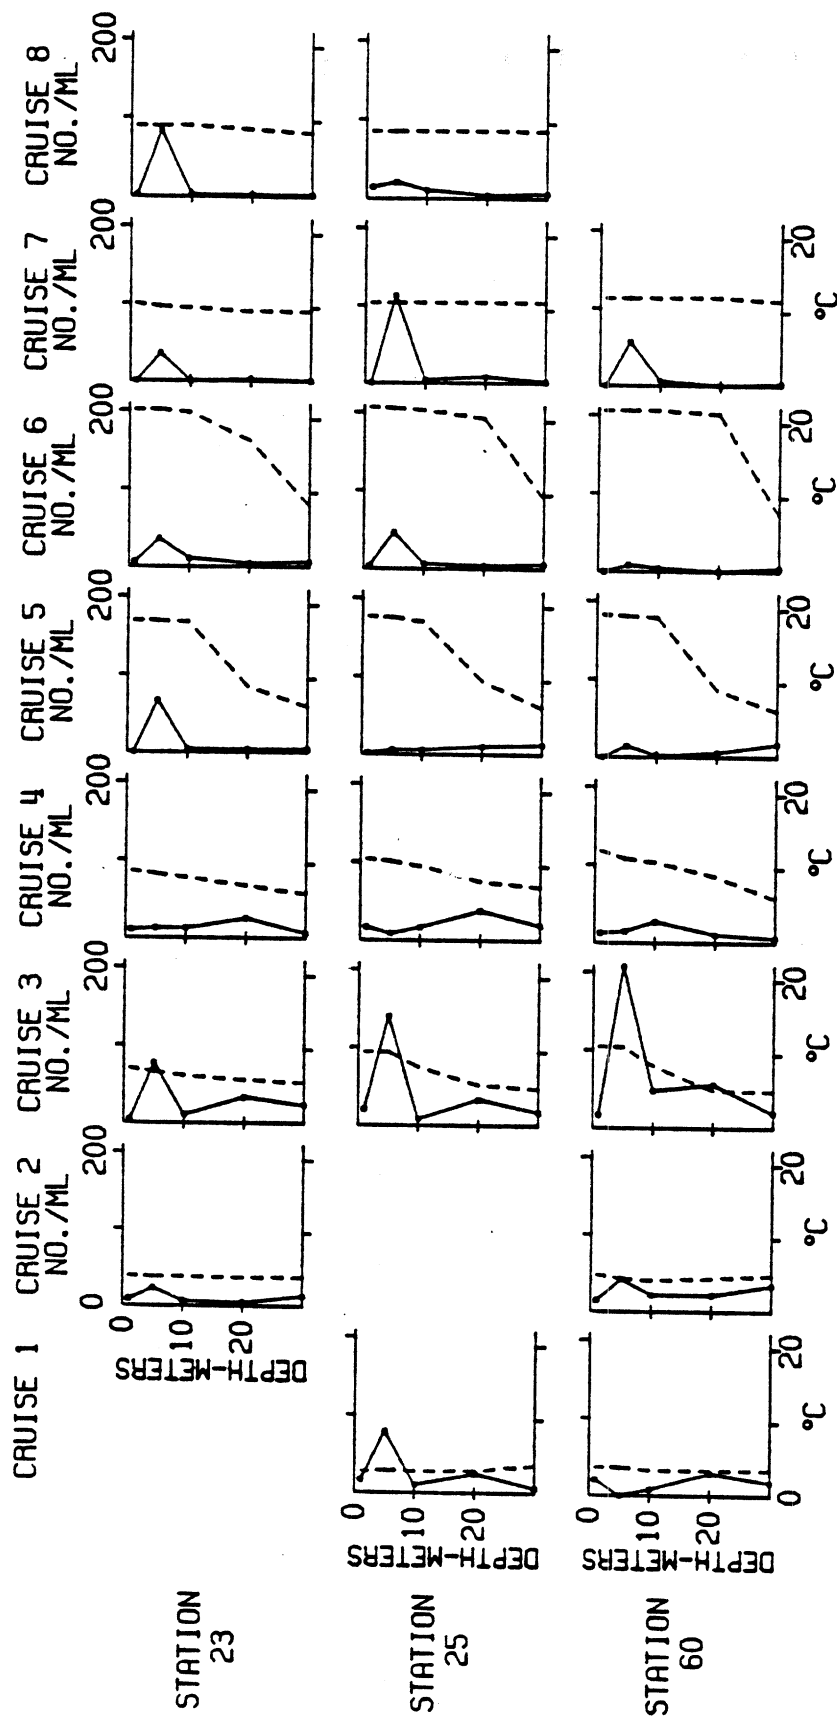 CRUISE 1
CRUISE 2
NO./ML
CRUISE 3
NO./ML
CRUISE 4
NO./ML
CRUISE 5
NO./ML
CRUISE 6
NO./ML
CRUISE 7
NO./ML
CRUISE 8
NO./ML
0
200
200
200
200
200
200
200
STATION
23
0
10
20
DEPTH-METERS
STATION
25
0
10
20
DEPTH-METERS
STATION
60
0
10
20
DEPTH-METERS
0
20
20
20
20
20
20
20
°C
°C
°C
°C
°C
°C
°C